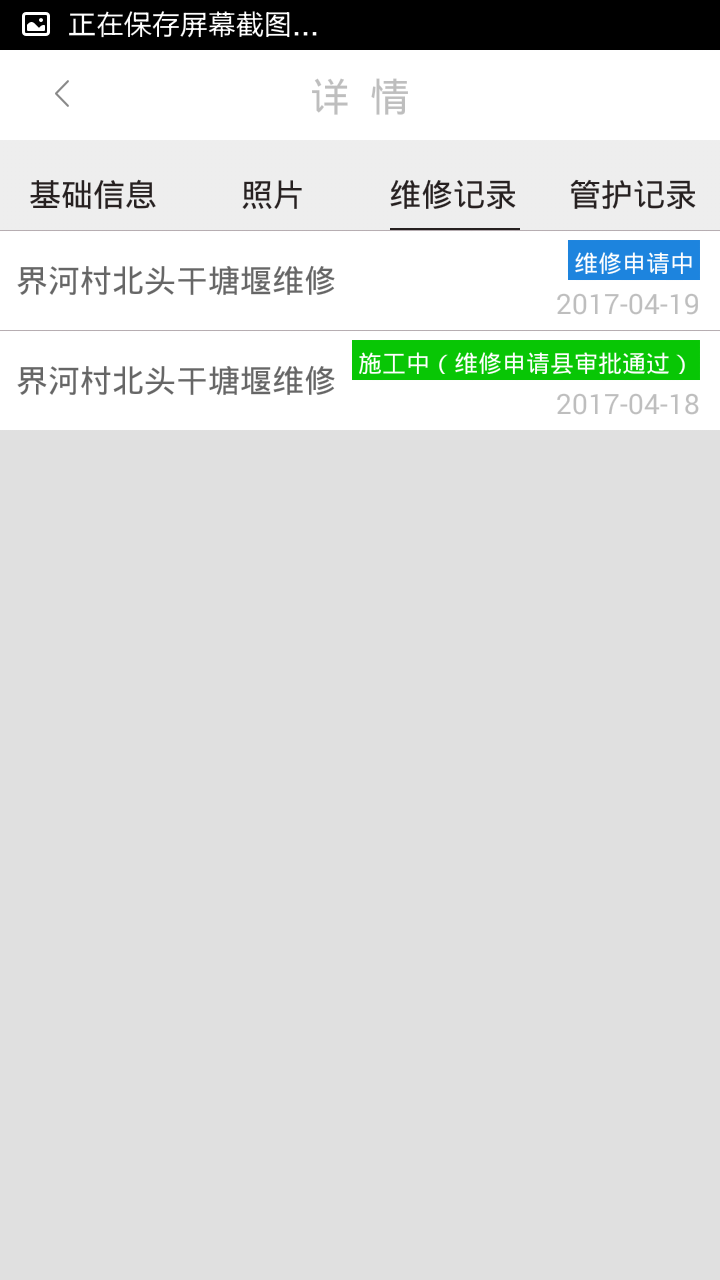 正在保存屏幕截图...
详 情
基础信息 照片 维修记录 管护记录
界河村北头干塘堰维修 维修申请中
2017-04-19
界河村北头干塘堰维修 施工中（维修申请县审批通过）
2017-04-18